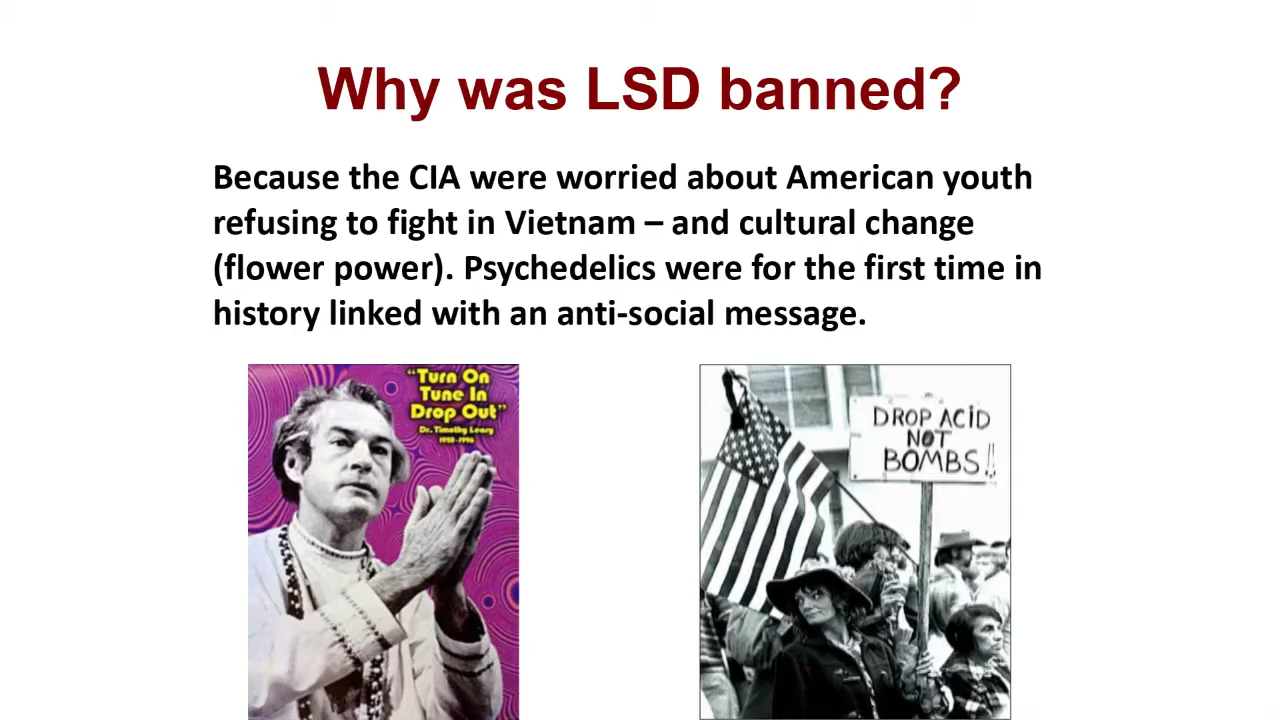 Why was LSD banned?
Because the CIA were worried about American youth
refusing to fight in Vietnam – and cultural change
(flower power). Psychedelics were for the first time in
history linked with an anti-social message.
“Turn On
Tune In
Drop Out”
Dr. Timothy Leary
1920-1996
DROP ACiD
NOT
BOMBS!!